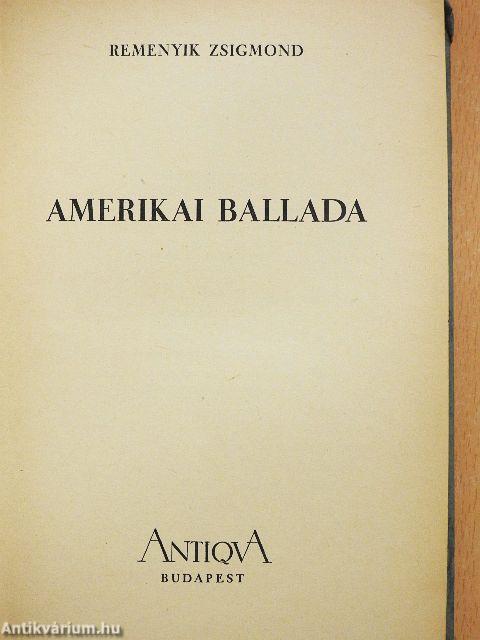 REMENYIK ZSIGMOND
AMERIKAI BALLADA
ANTIQVA
BUDAPEST
Antikvárium.hu